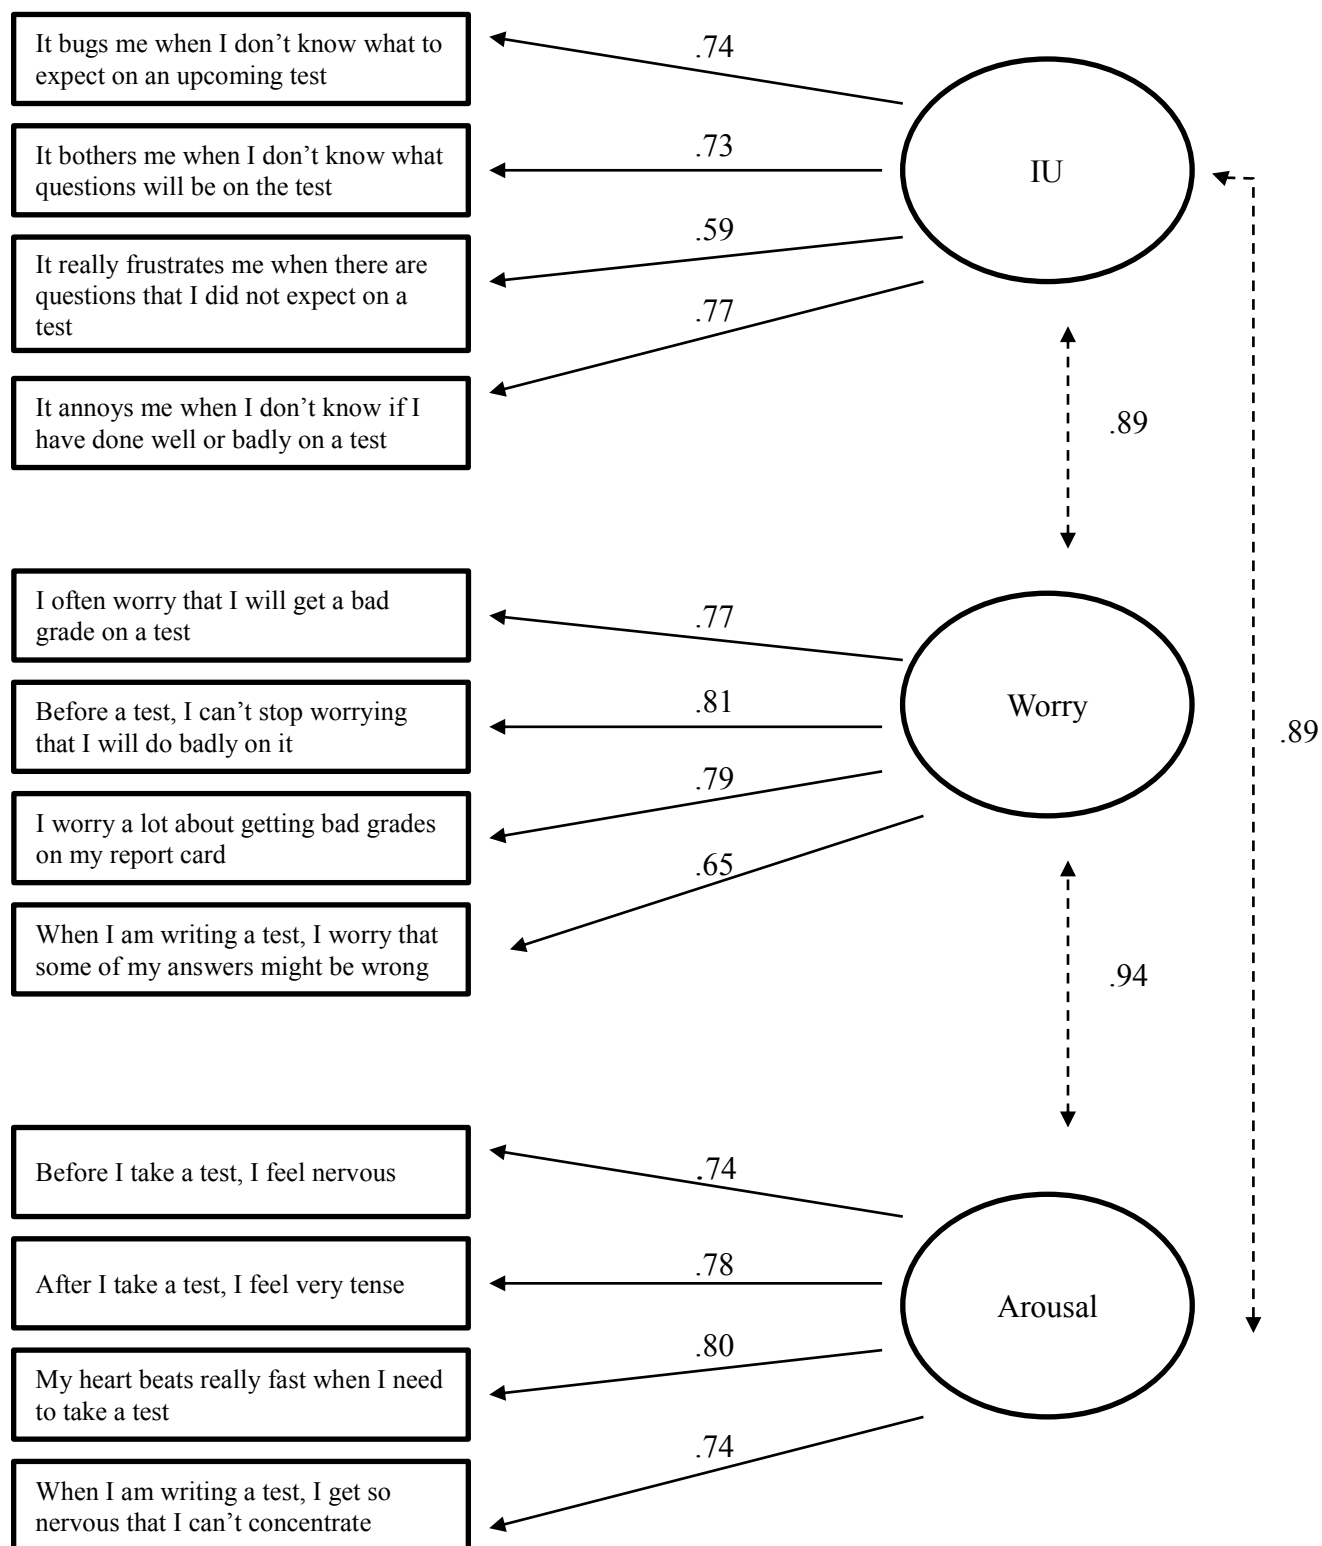 It bugs me when I don’t know what to
expect on an upcoming test
.74
It bothers me when I don’t know what
questions will be on the test
.73
IU
It really frustrates me when there are
questions that I did not expect on a
test
.59
.77
It annoys me when I don’t know if I
have done well or badly on a test
.89
I often worry that I will get a bad
grade on a test
.77
Before a test, I can’t stop worrying
that I will do badly on it
.81
Worry
.89
I worry a lot about getting bad grades
on my report card
.79
.65
When I am writing a test, I worry that
some of my answers might be wrong
.94
Before I take a test, I feel nervous
.74
After I take a test, I feel very tense
.78
Arousal
My heart beats really fast when I need
to take a test
.80
.74
When I am writing a test, I get so
nervous that I can’t concentrate